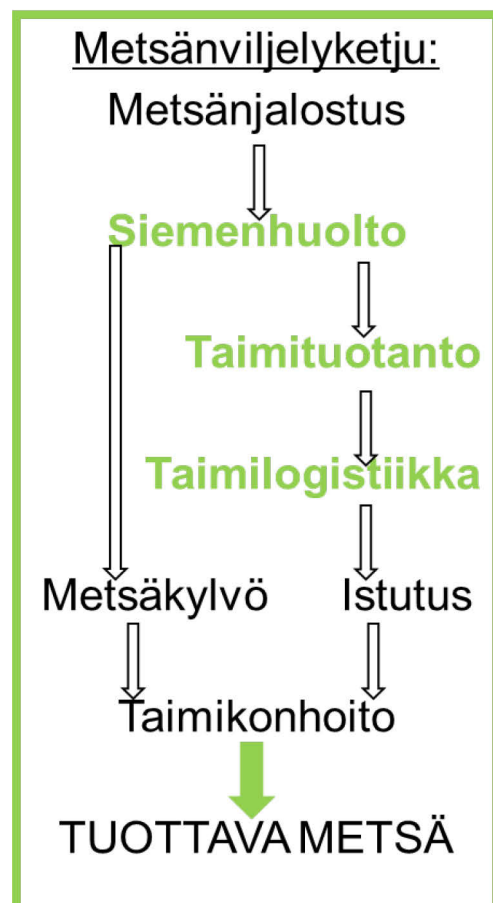 Metsänviljelyketju:
Metsänjalostus
Siemenhuolto
Taimituotanto
Taimilogistiikka
Metsäkylvö Istutus
Taimikonhoito
TUOTTAVA METSÄ